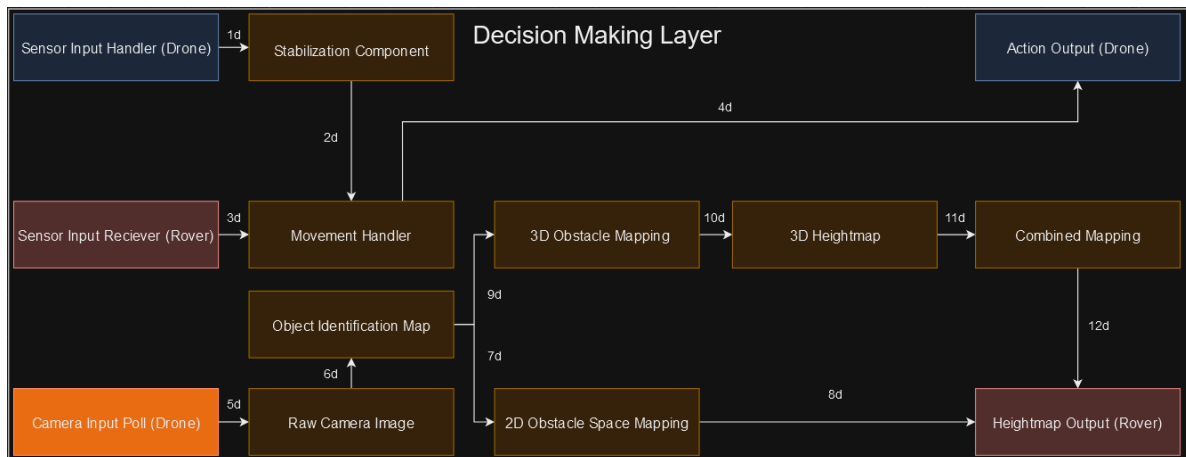 Decision Making Layer
Sensor Input Handler (Drone)
1d
Stabilization Component
Action Output (Drone)
2d
4d
Sensor Input Reciever (Rover)
3d
Movement Handler
3D Obstacle Mapping
10d
3D Heightmap
11d
Combined Mapping
9d
Object Identification Map
7d
12d
6d
Camera Input Poll (Drone)
5d
Raw Camera Image
2D Obstacle Space Mapping
8d
Heightmap Output (Rover)